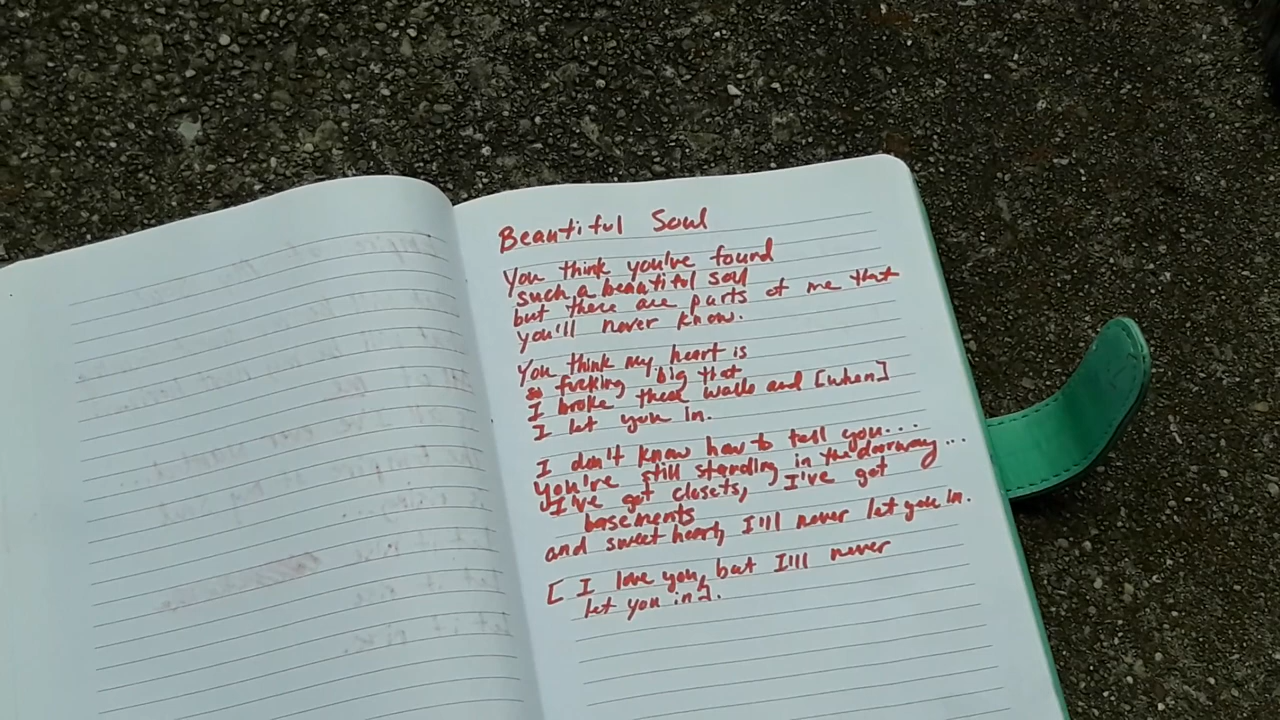 Beautiful Soul
You think you've found
such a beautiful soul
but there are parts of me that
you'll never know.
You think my heart is
so fucking big that
I broke these walls and [when]
I let you in.
I don't know how to tell you...
you're still standing in the doorway...
I've got closets, I've got
basements
and sweet heart, I'll never let you in.
[ I love you, but I'll never
let you in].